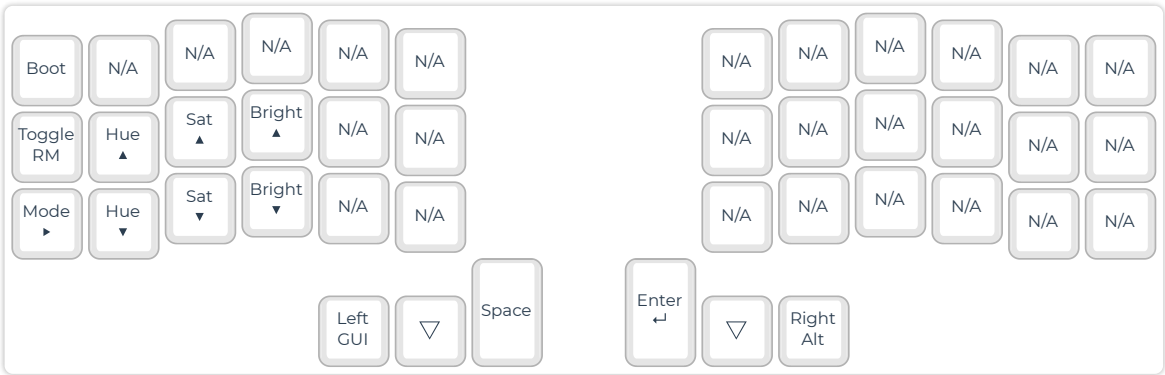 Boot N/A N/A N/A N/A N/A N/A N/A N/A N/A N/A N/A
Toggle RM Hue ▲ Sat ▲ Bright ▲ N/A N/A N/A N/A N/A N/A N/A N/A
Mode ▶ Hue ▼ Sat ▼ Bright ▼ N/A N/A N/A N/A N/A N/A N/A N/A
Left GUI ▽ Space Enter ↵ ▽ Right Alt